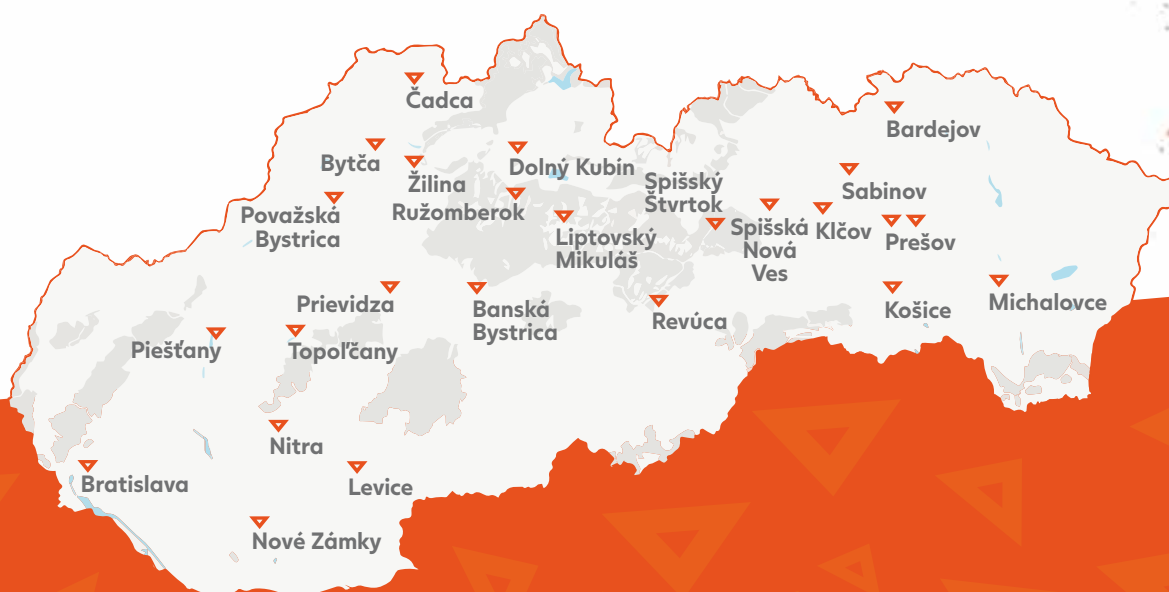 Čadca
Bardejov
Bytča
Dolný Kubín
Žilina
Spišský
Štvrtok
Sabinov
Považská
Bystrica
Ružomberok
Liptovský
Mikuláš
Spišská
Nová
Ves
Klčov
Prešov
Prievidza
Banská
Bystrica
Revúca
Košice
Michalovce
Piešťany
Topoľčany
Nitra
Bratislava
Levice
Nové Zámky